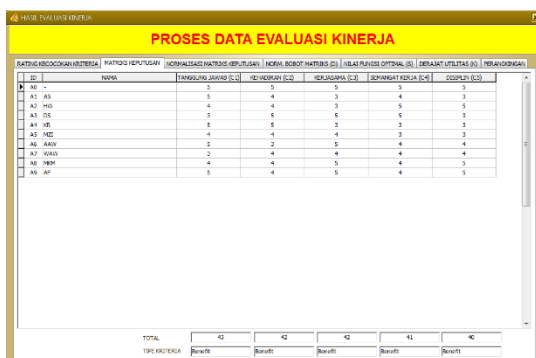 HASIL EVALUASI KINERJA
PROSES DATA EVALUASI KINERJA
RATING KECOCOKAN KRITERIA MATRIKS KEPUTUSAN NORMALISASI MATRIKS KEPUTUSAN NORM. BOBOT MATRIKS (D) NILAI FUNGSI OPTIMAL (S) DERAJAT UTILITAS (K) PERANGKINGAN
ID NAMA TANGGUNG JAWAB (C1) KEHADIRAN (C2) KERJASAMA (C3) SEMANGAT KERJA (C4) DISIPLIN (C5)
A0 - 5 5 5 5 5
A1 AS 5 4 3 4 3
A2 HW 4 4 3 5 5
A3 DS 3 5 5 5 3
A4 KR 5 5 3 3 3
A5 MZI 4 4 4 3 3
A6 AAW 5 3 5 4 4
A7 WAW 3 4 4 4 4
A8 MKM 4 4 5 4 5
A9 AF 5 4 5 4 5
TOTAL 43 42 42 41 40
TIPE KRITERIA Benefit Benefit Benefit Benefit Benefit